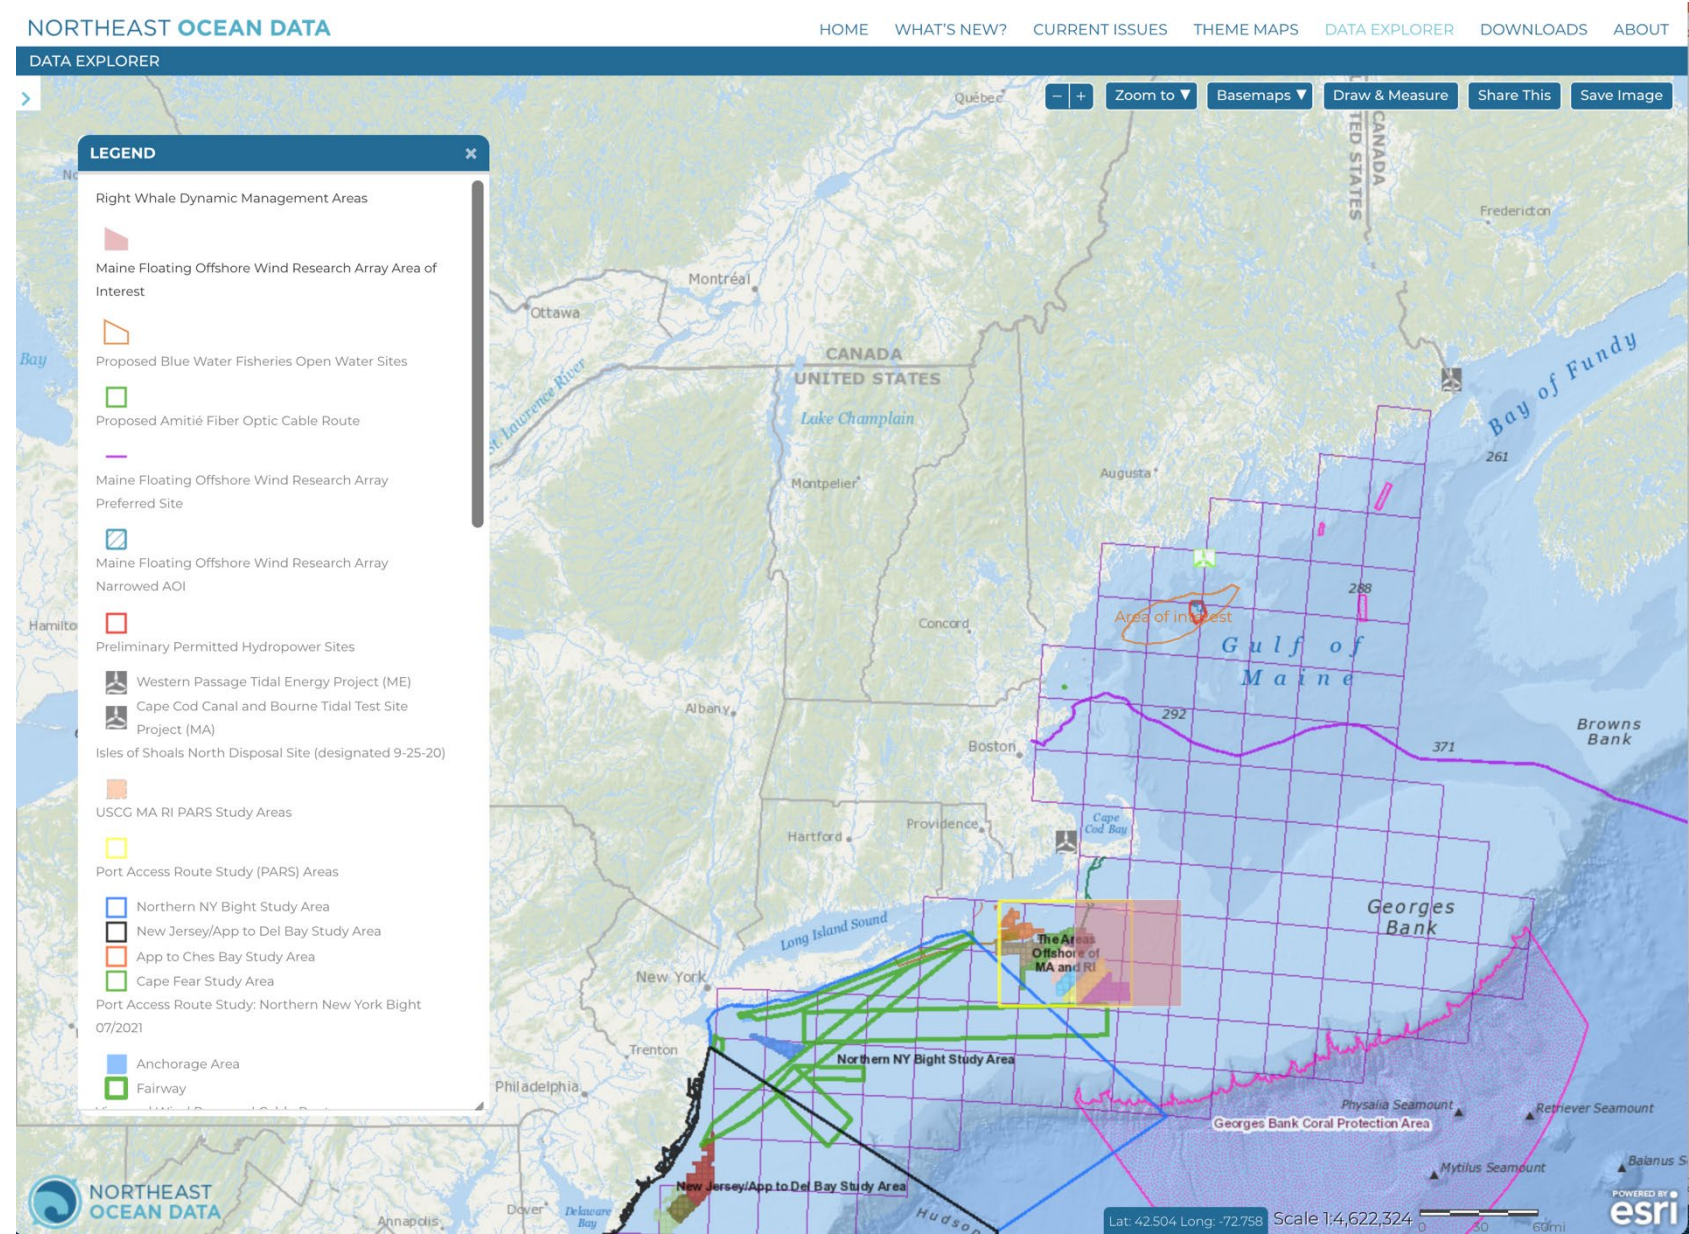 NORTHEAST OCEAN DATA
HOME WHAT'S NEW? CURRENT ISSUES THEME MAPS DATA EXPLORER DOWNLOADS ABOUT
DATA EXPLORER
− + Zoom to ▼ Basemaps ▼ Draw & Measure Share This Save Image
LEGEND ×
Right Whale Dynamic Management Areas
Maine Floating Offshore Wind Research Array Area of
Interest
Proposed Blue Water Fisheries Open Water Sites
Proposed Amitié Fiber Optic Cable Route
Maine Floating Offshore Wind Research Array
Preferred Site
Maine Floating Offshore Wind Research Array
Narrowed AOI
Preliminary Permitted Hydropower Sites
Western Passage Tidal Energy Project (ME)
Cape Cod Canal and Bourne Tidal Test Site
Project (MA)
Isles of Shoals North Disposal Site (designated 9-25-20)
USCG MA RI PARS Study Areas
Port Access Route Study (PARS) Areas
Northern NY Bight Study Area
New Jersey/App to Del Bay Study Area
App to Ches Bay Study Area
Cape Fear Study Area
Port Access Route Study: Northern New York Bight
07/2021
Anchorage Area
Fairway
Québec
CANADA
UNITED STATES
Fredericton
Montréal
Ottawa
Bay
CANADA
UNITED STATES
St. Lawrence River
Lake Champlain
Bay of Fundy
261
Augusta
Montpelier
288
Area of interest
Concord
Gulf of
Maine
Hamilto
Albany
292
Browns
Bank
371
Boston
Cape
Cod Bay
Hartford
Providence
Georges
Bank
Long Island Sound
The Areas
Offshore of
MA and RI
New York
Trenton
Northern NY Bight Study Area
Philadelphia
Physalia Seamount
Retriever Seamount
Georges Bank Coral Protection Area
Mytilus Seamount
Balanus S
New Jersey/App to Del Bay Study Area
Dover
Delaware
Bay
Annapolis
Hudson
NORTHEAST
OCEAN DATA
Lat: 42.504 Long: -72.758 Scale 1:4,622,324
0 30 60mi
POWERED BY
esri